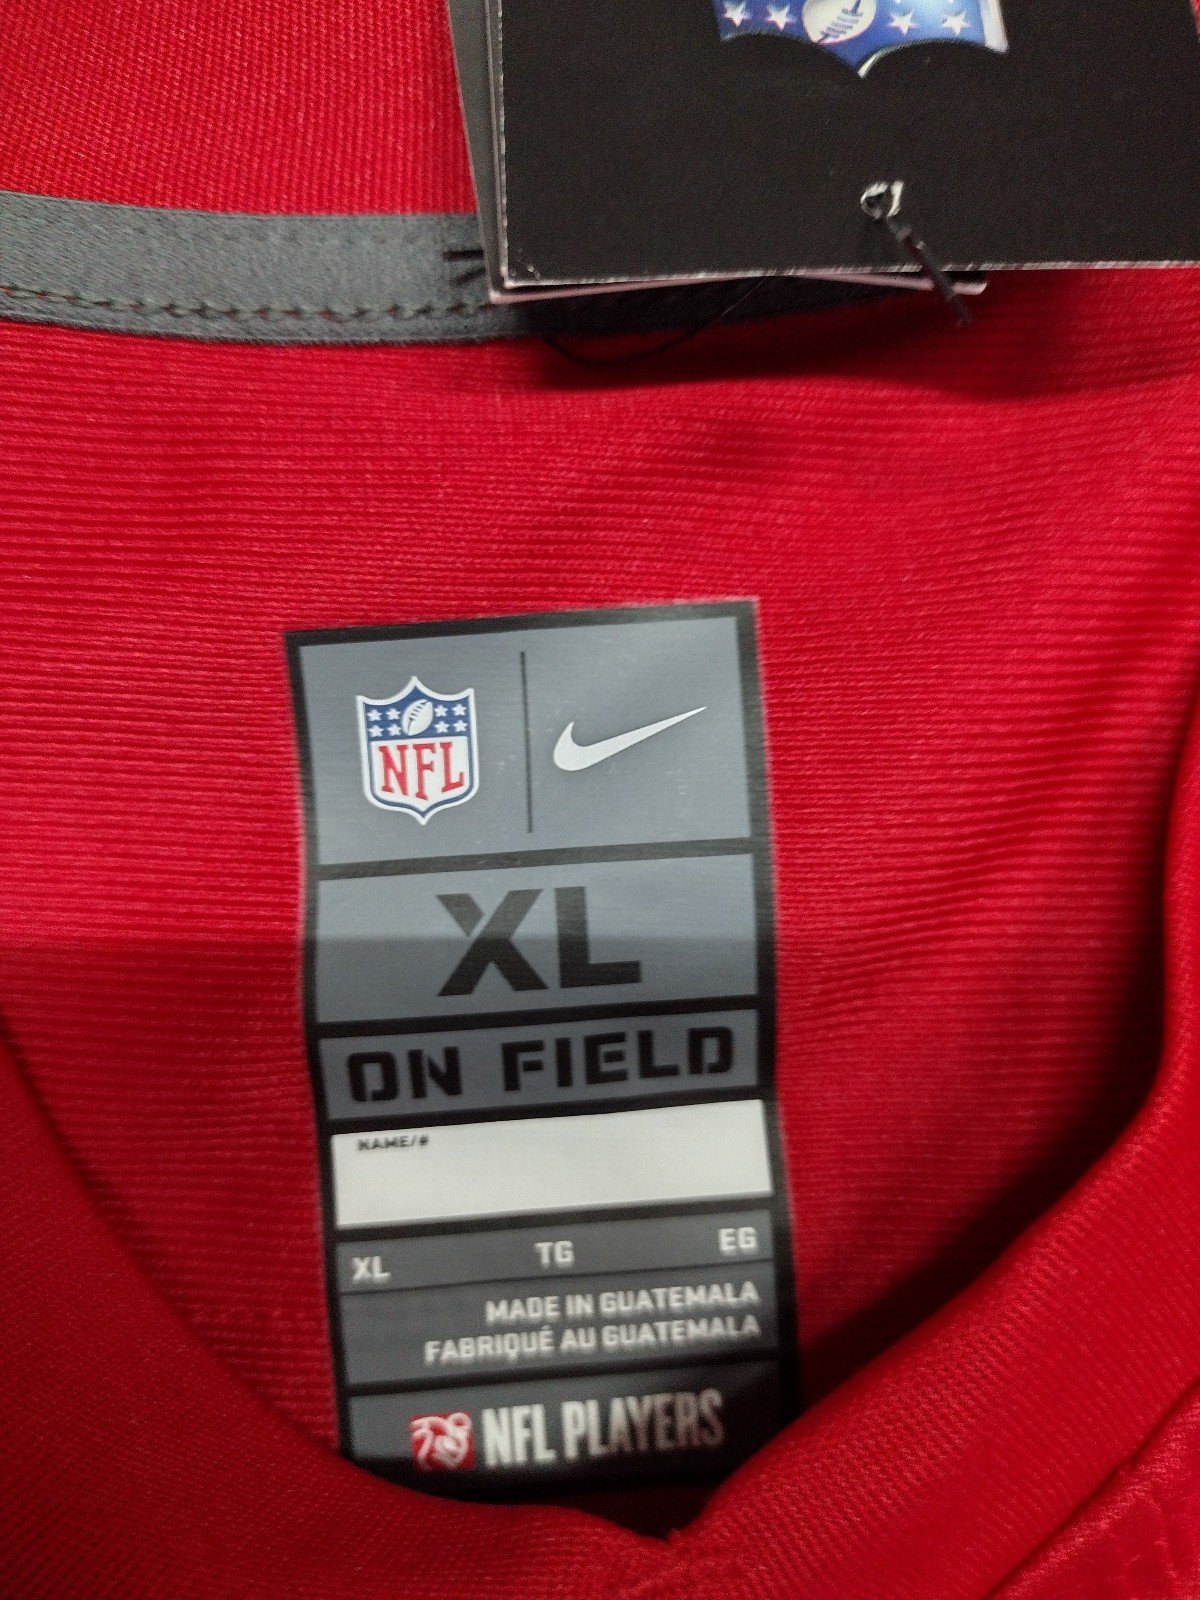 NFL
XL
ON FIELD
NAME/#
XL TG EG
MADE IN GUATEMALA
FABRIQUÉ AU GUATEMALA
NFL PLAYERS